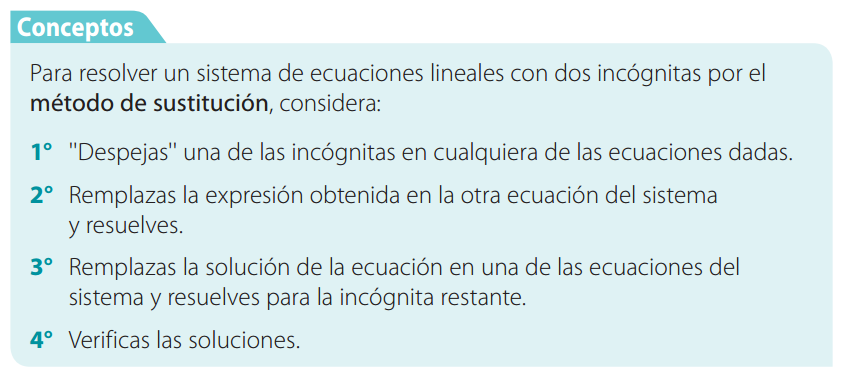 Conceptos
Para resolver un sistema de ecuaciones lineales con dos incógnitas por el
método de sustitución, considera:
1° "Despejas" una de las incógnitas en cualquiera de las ecuaciones dadas.
2° Remplazas la expresión obtenida en la otra ecuación del sistema
y resuelves.
3° Remplazas la solución de la ecuación en una de las ecuaciones del
sistema y resuelves para la incógnita restante.
4° Verificas las soluciones.